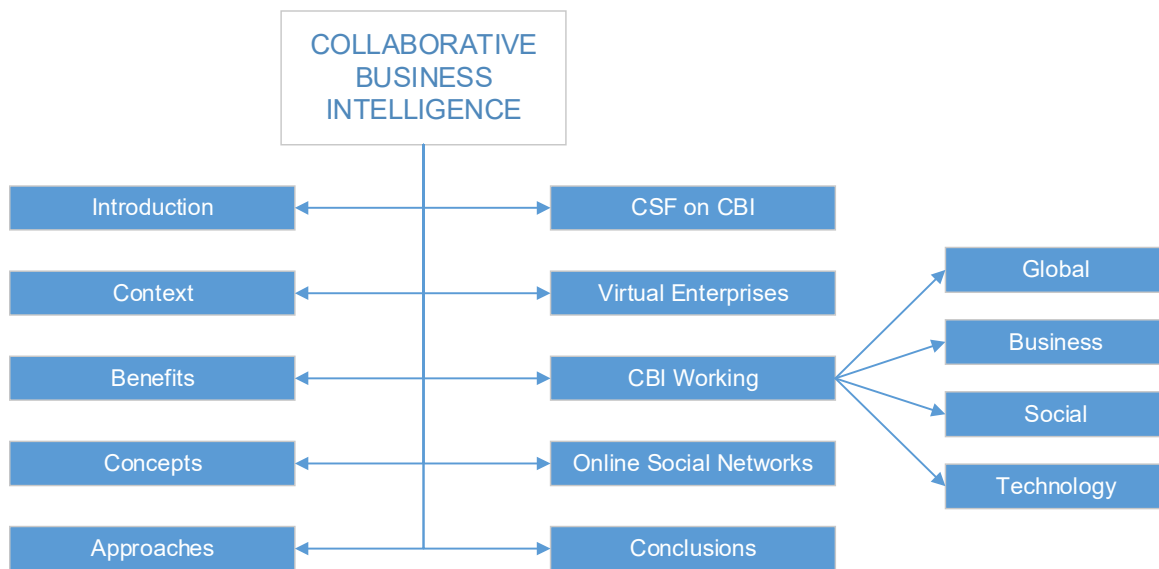 COLLABORATIVE
BUSINESS
INTELLIGENCE
Introduction
CSF on CBI
Context
Virtual Enterprises
Benefits
CBI Working
Concepts
Online Social Networks
Approaches
Conclusions
Global
Business
Social
Technology